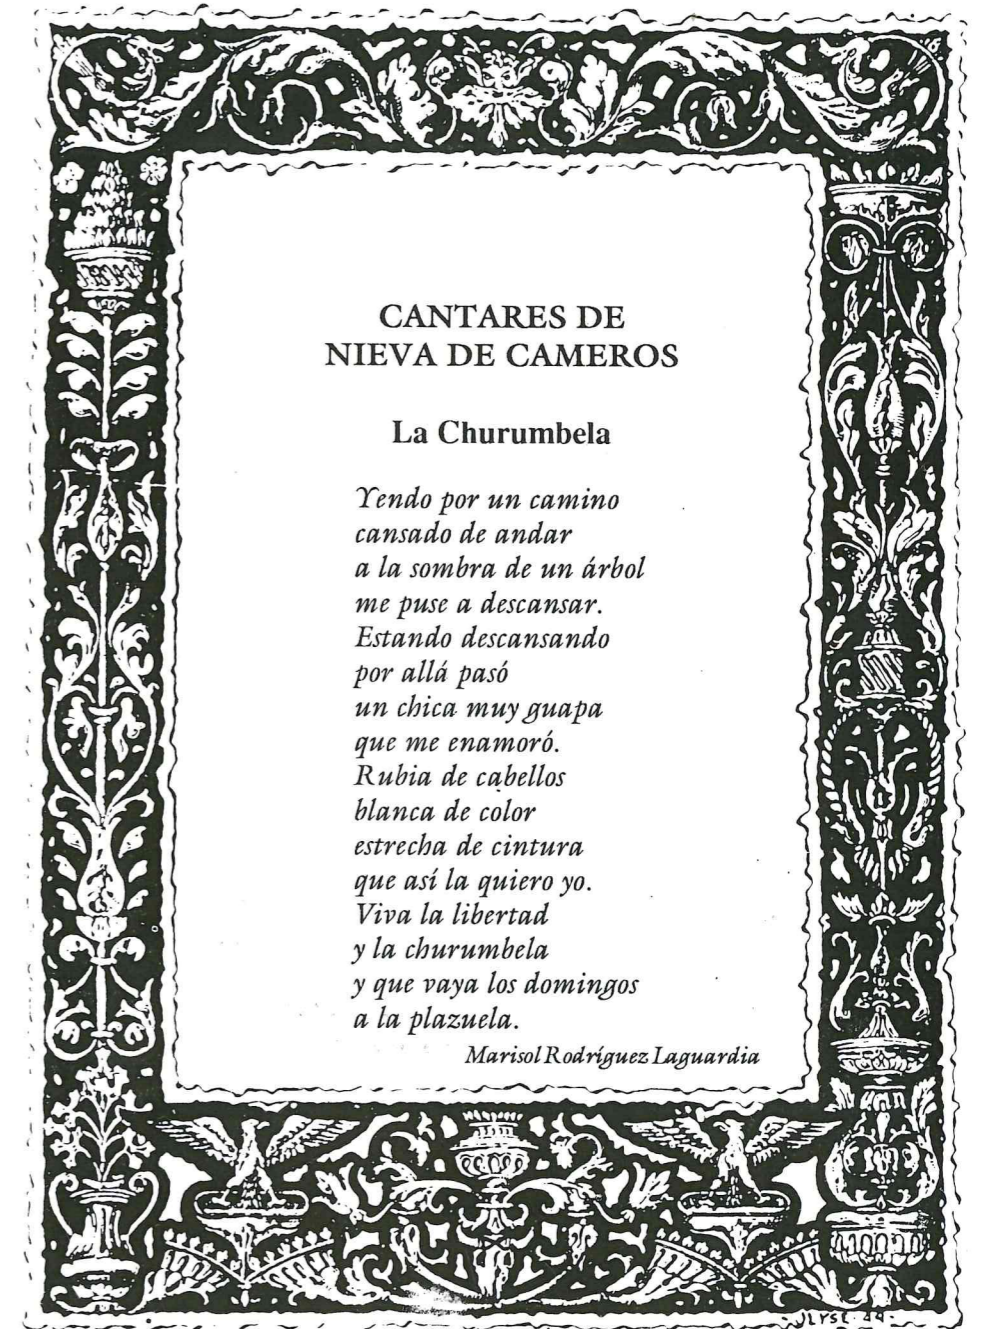 CANTARES DE
NIEVA DE CAMEROS
La Churumbela
Yendo por un camino
cansado de andar
a la sombra de un árbol
me puse a descansar.
Estando descansando
por allá pasó
un chica muy guapa
que me enamoró.
Rubia de cabellos
blanca de color
estrecha de cintura
que así la quiero yo.
Viva la libertad
y la churumbela
y que vaya los domingos
a la plazuela.
Marisol Rodríguez Laguardia